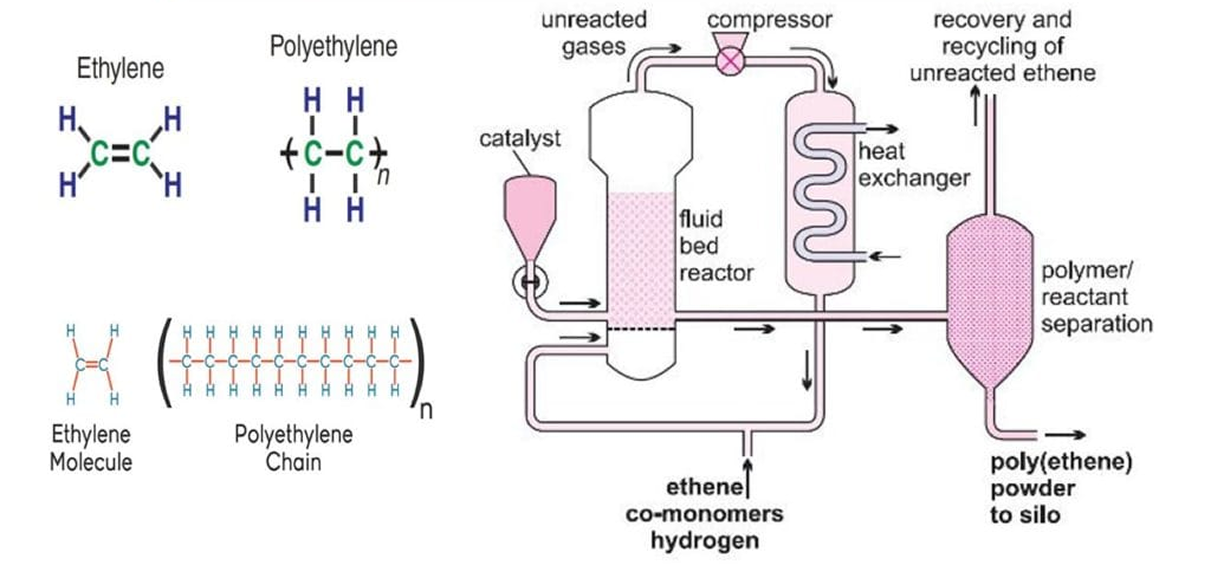 Ethylene
H H
C=C
H H
Polyethylene
H H
C-C
n
H H
H H
C=C
H H
Ethylene
Molecule
H H H H H H H H H H
C-C-C-C-C-C-C-C-C-C
H H H H H H H H H H
n
Polyethylene
Chain
unreacted
gases
compressor
recovery and
recycling of
unreacted ethene
catalyst
heat
exchanger
fluid
bed
reactor
polymer/
reactant
separation
ethene
co-monomers
hydrogen
poly(ethene)
powder
to silo